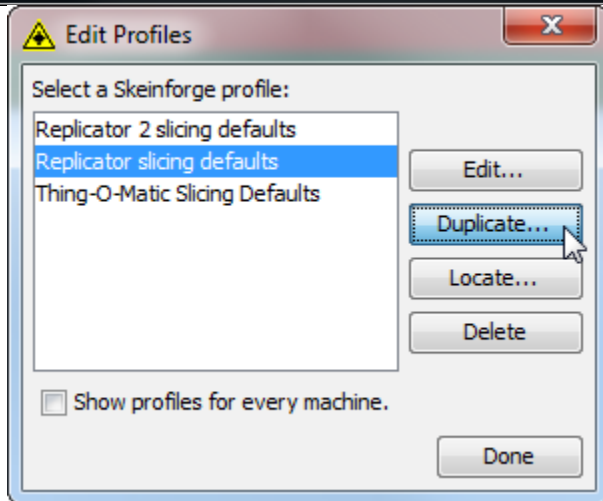 Edit Profiles
Select a Skeinforge profile:
Replicator 2 slicing defaults
Replicator slicing defaults
Thing-O-Matic Slicing Defaults
Edit...
Duplicate...
Locate...
Delete
Show profiles for every machine.
Done